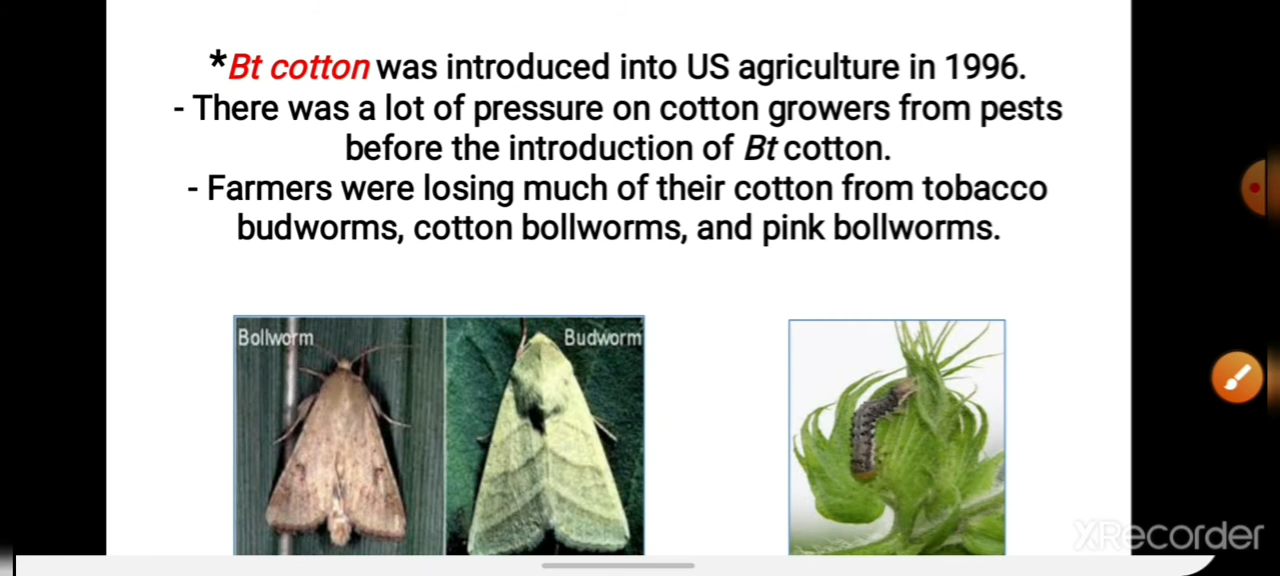 *Bt cotton was introduced into US agriculture in 1996.
- There was a lot of pressure on cotton growers from pests
before the introduction of Bt cotton.
- Farmers were losing much of their cotton from tobacco
budworms, cotton bollworms, and pink bollworms.
Bollworm
Budworm
XRecorder